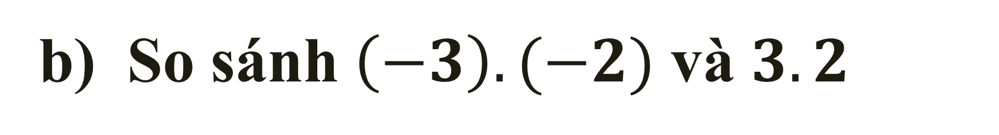 b) So sánh (−3).(−2) và 3.2